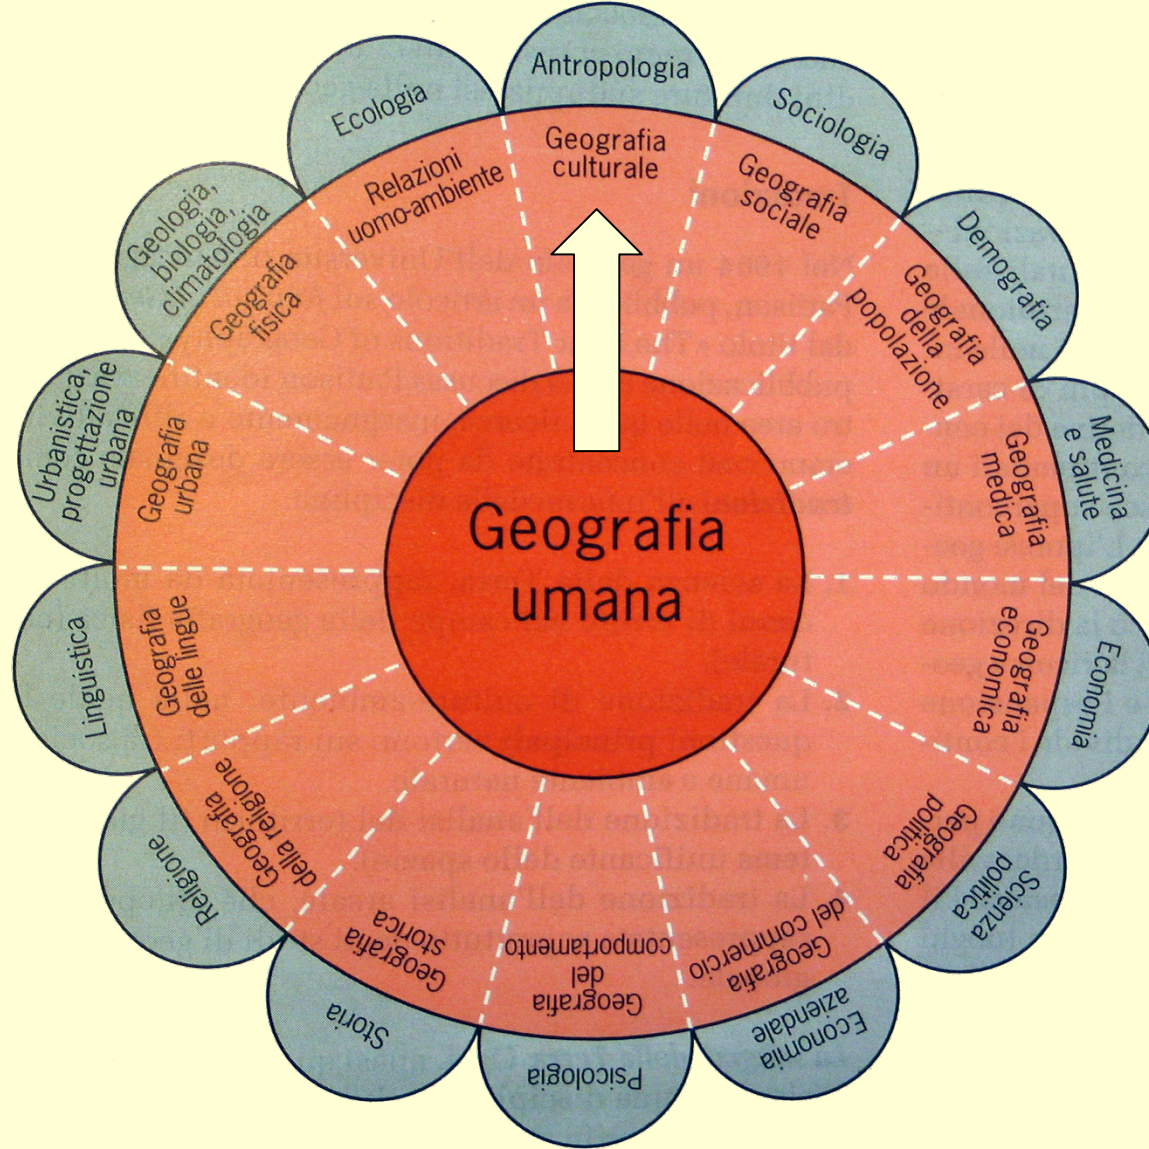 Geografia
umana
Antropologia
Geografia
culturale
Sociologia
Geografia
sociale
Demografia
Geografia
della
popolazione
Medicina
e salute
Geografia
medica
Economia
Geografia
economica
Scienza
politica
Geografia
politica
Economia
aziendale
Geografia
del commercio
Psicologia
Geografia
del
comportamento
Storia
Geografia
storica
Religione
Geografia
della religione
Linguistica
Geografia
delle lingue
Urbanistica,
progettazione
urbana
Geografia
urbana
Geologia,
biologia,
climatologia
Geografia
fisica
Ecologia
Relazioni
uomo-ambiente